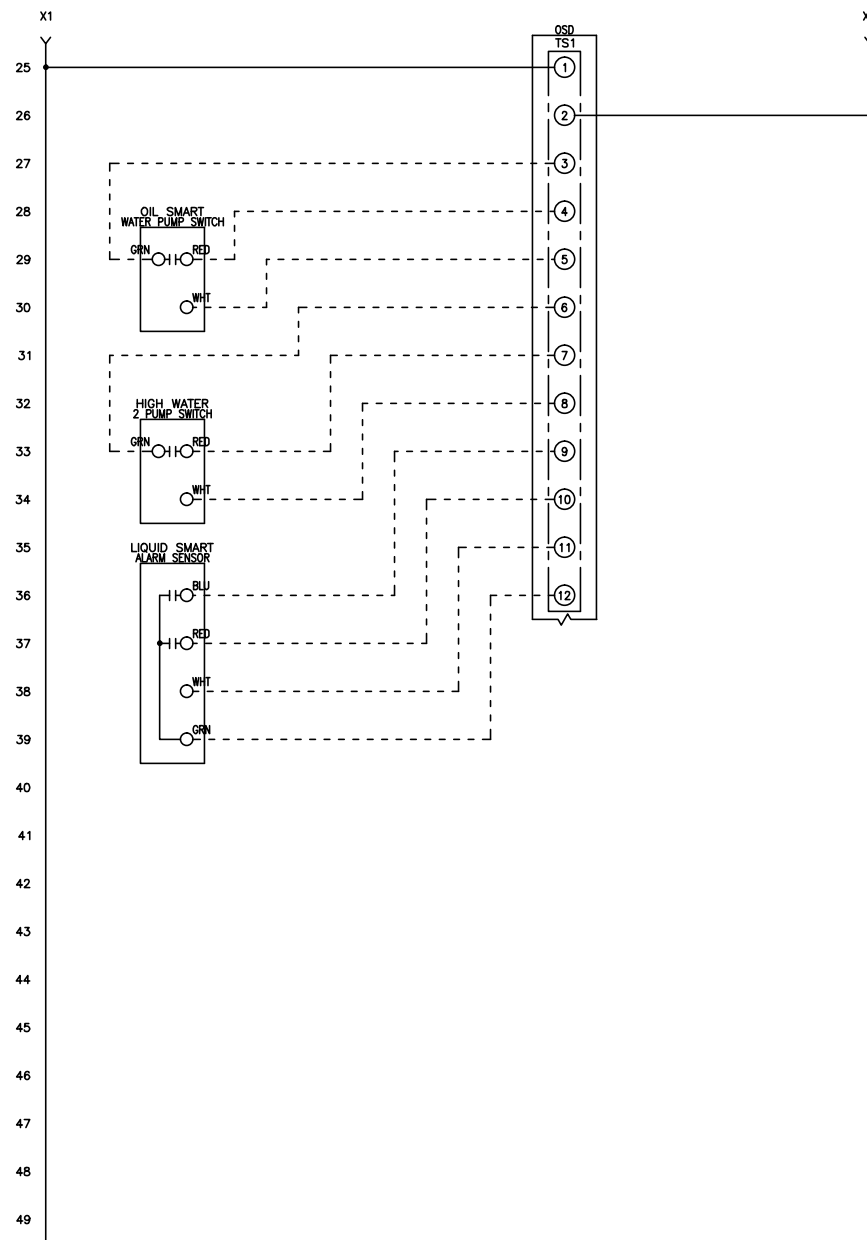 X1
X
OSD
TS1
25
1
26
2
27
3
OIL SMART
WATER PUMP SWITCH
28
4
GRN
RED
29
5
WHT
30
6
31
7
HIGH WATER
2 PUMP SWITCH
32
8
GRN
RED
33
9
WHT
34
10
LIQUID SMART
ALARM SENSOR
35
11
BLU
36
12
RED
37
WHT
38
GRN
39
40
41
42
43
44
45
46
47
48
49